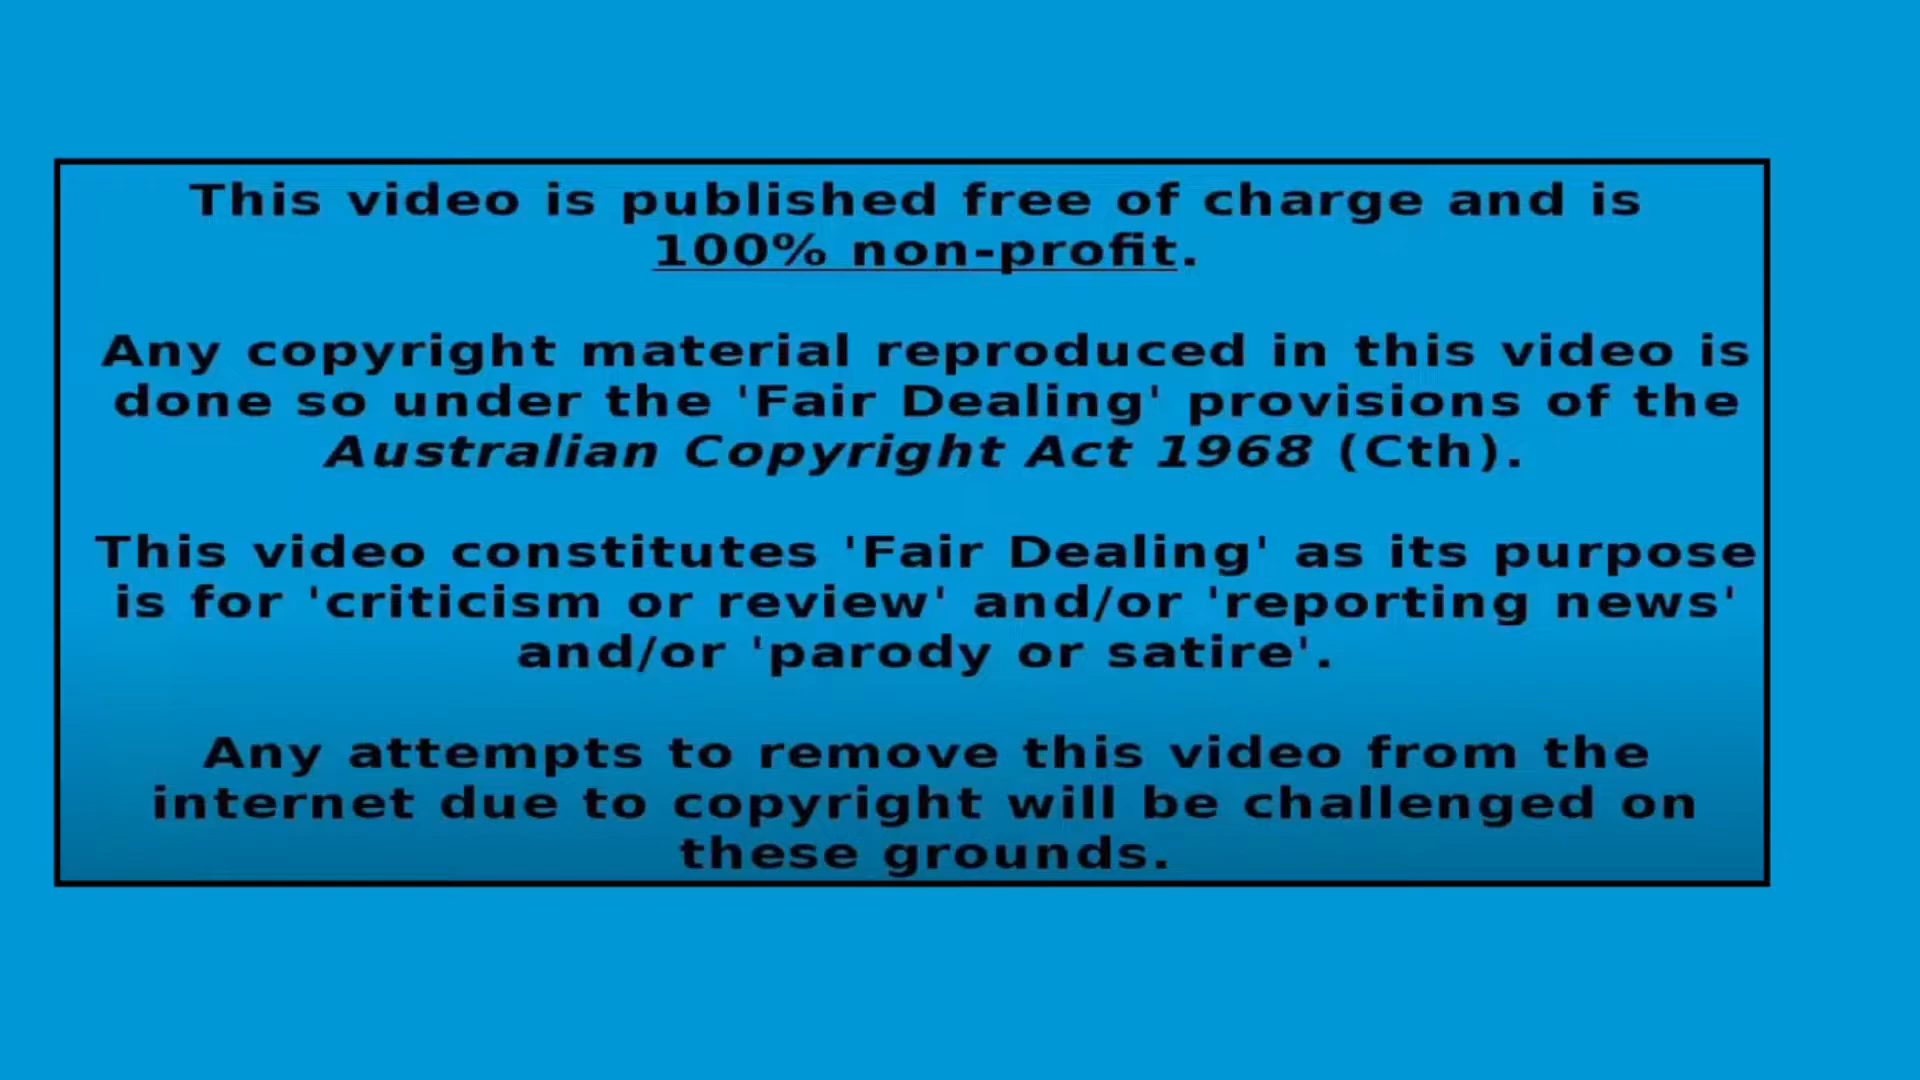 This video is published free of charge and is
100% non-profit.
Any copyright material reproduced in this video is
done so under the 'Fair Dealing' provisions of the
Australian Copyright Act 1968 (Cth).
This video constitutes 'Fair Dealing' as its purpose
is for 'criticism or review' and/or 'reporting news'
and/or 'parody or satire'.
Any attempts to remove this video from the
internet due to copyright will be challenged on
these grounds.